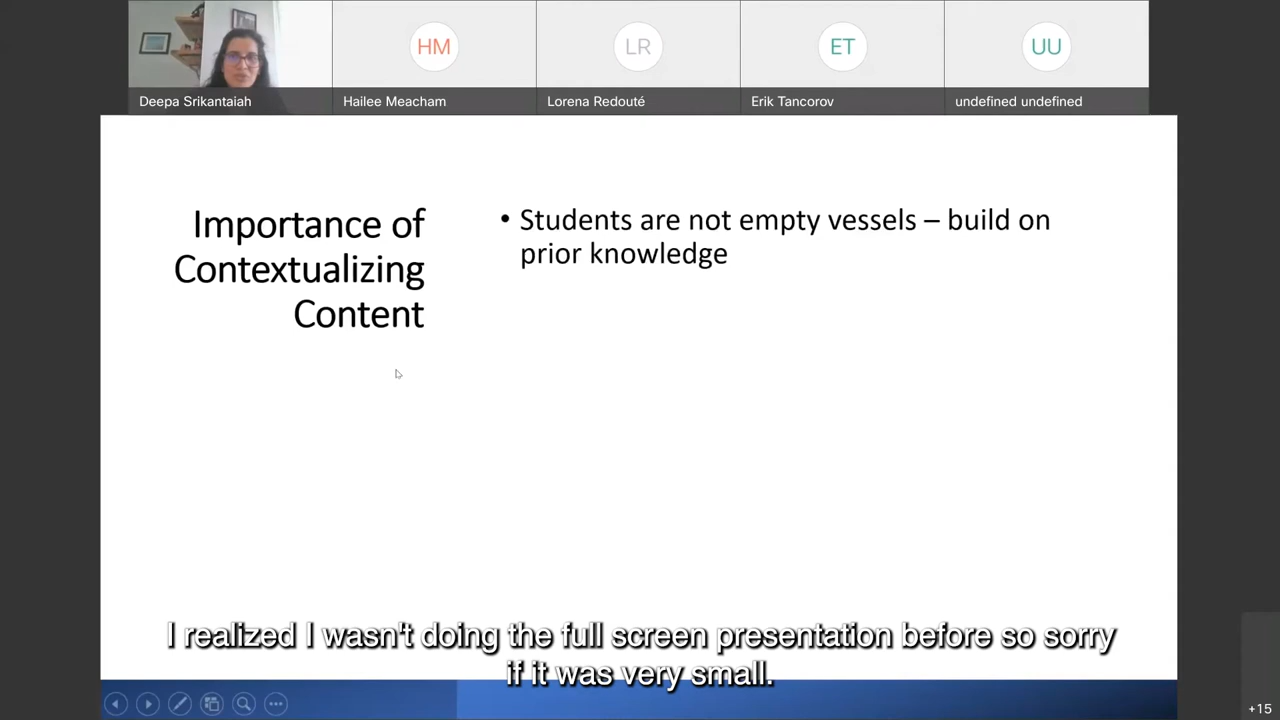 HM
LR
ET
UU
Deepa Srikantaiah
Hailee Meacham
Lorena Redouté
Erik Tancorov
undefined undefined
Importance of
Contextualizing
Content
• Students are not empty vessels – build on
prior knowledge
I realized I wasn't doing the full screen presentation before so sorry
if it was very small.
+15